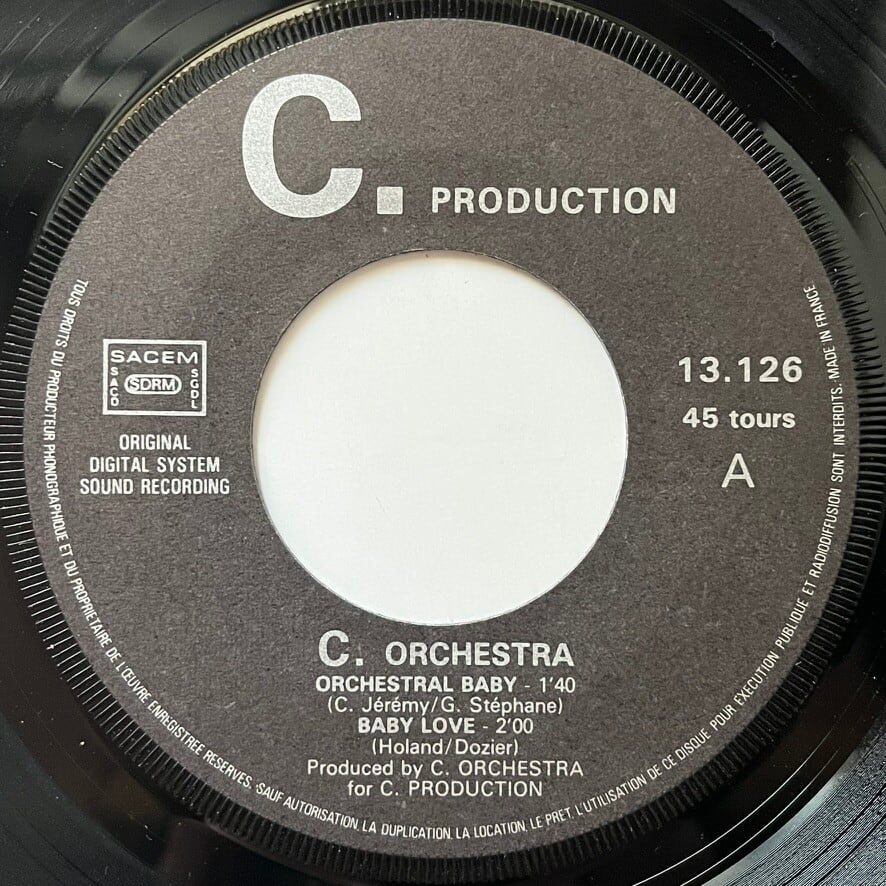 C. PRODUCTION
SACEM
SACD
SDRM
SGDL
ORIGINAL
DIGITAL SYSTEM
SOUND RECORDING
13.126
45 tours
A
C. ORCHESTRA
ORCHESTRAL BABY - 1'40
(C. Jérémy/G. Stéphane)
BABY LOVE - 2'00
(Holand/Dozier)
Produced by C. ORCHESTRA
for C. PRODUCTION
TOUS DROITS DU PRODUCTEUR PHONOGRAPHIQUE ET DU PROPRIETAIRE DE L'ŒUVRE ENREGISTREE RESERVES. SAUF AUTORISATION, LA DUPLICATION, LA LOCATION, LE PRET, L'UTILISATION DE CE DISQUE POUR EXECUTION PUBLIQUE ET RADIODIFFUSION SONT INTERDITS. MADE IN FRANCE